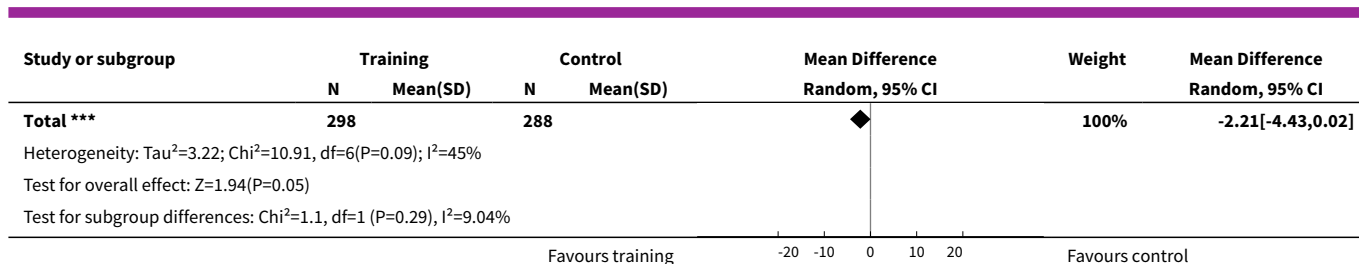 Study or subgroup Training Control Mean Difference Weight Mean Difference
N Mean(SD) N Mean(SD) Random, 95% CI Random, 95% CI
Total *** 298 288 100% -2.21[-4.43,0.02]
Heterogeneity: Tau²=3.22; Chi²=10.91, df=6(P=0.09); I²=45%
Test for overall effect: Z=1.94(P=0.05)
Test for subgroup differences: Chi²=1.1, df=1 (P=0.29), I²=9.04%
Favours training -20 -10 0 10 20 Favours control